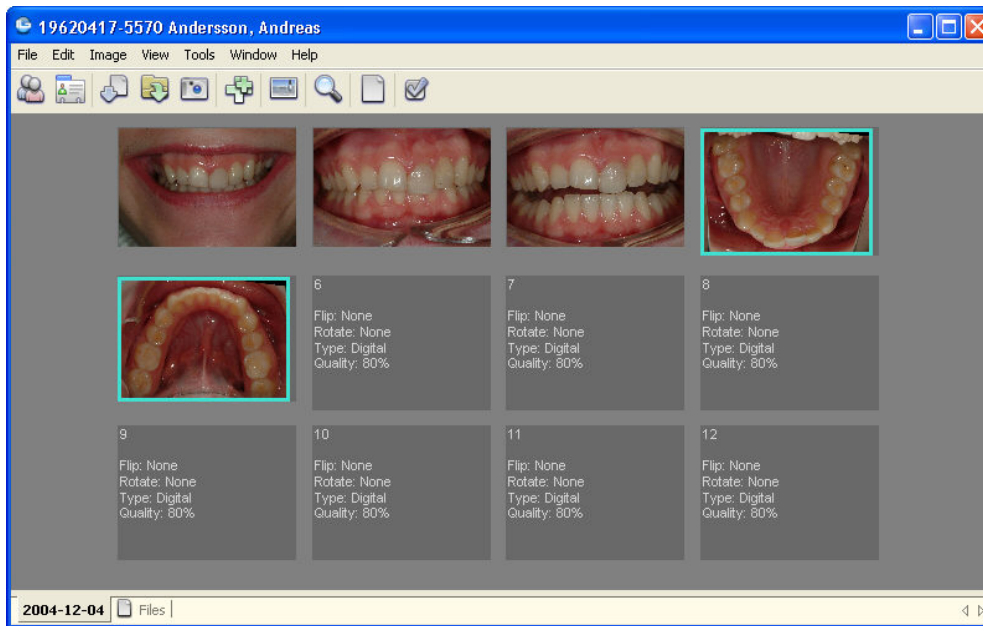 19620417-5570 Andersson, Andreas
File Edit Image View Tools Window Help
6
Flip: None
Rotate: None
Type: Digital
Quality: 80%
7
Flip: None
Rotate: None
Type: Digital
Quality: 80%
8
Flip: None
Rotate: None
Type: Digital
Quality: 80%
9
Flip: None
Rotate: None
Type: Digital
Quality: 80%
10
Flip: None
Rotate: None
Type: Digital
Quality: 80%
11
Flip: None
Rotate: None
Type: Digital
Quality: 80%
12
Flip: None
Rotate: None
Type: Digital
Quality: 80%
2004-12-04 Files